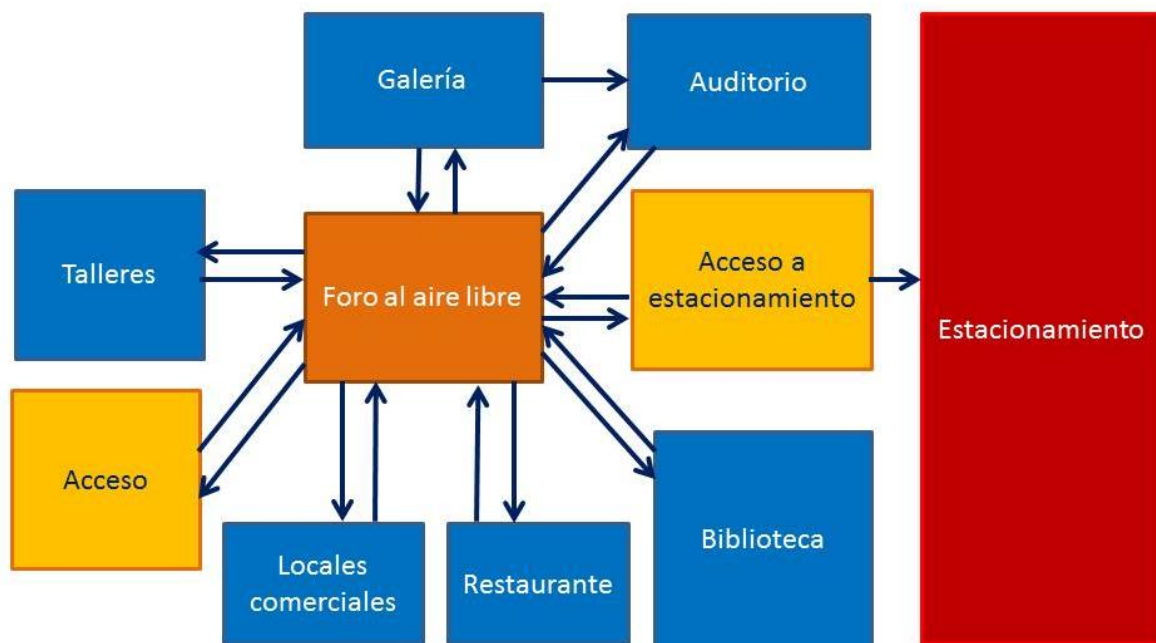 Galería
Auditorio
Talleres
Foro al aire libre
Acceso a
estacionamiento
Estacionamiento
Acceso
Locales
comerciales
Restaurante
Biblioteca